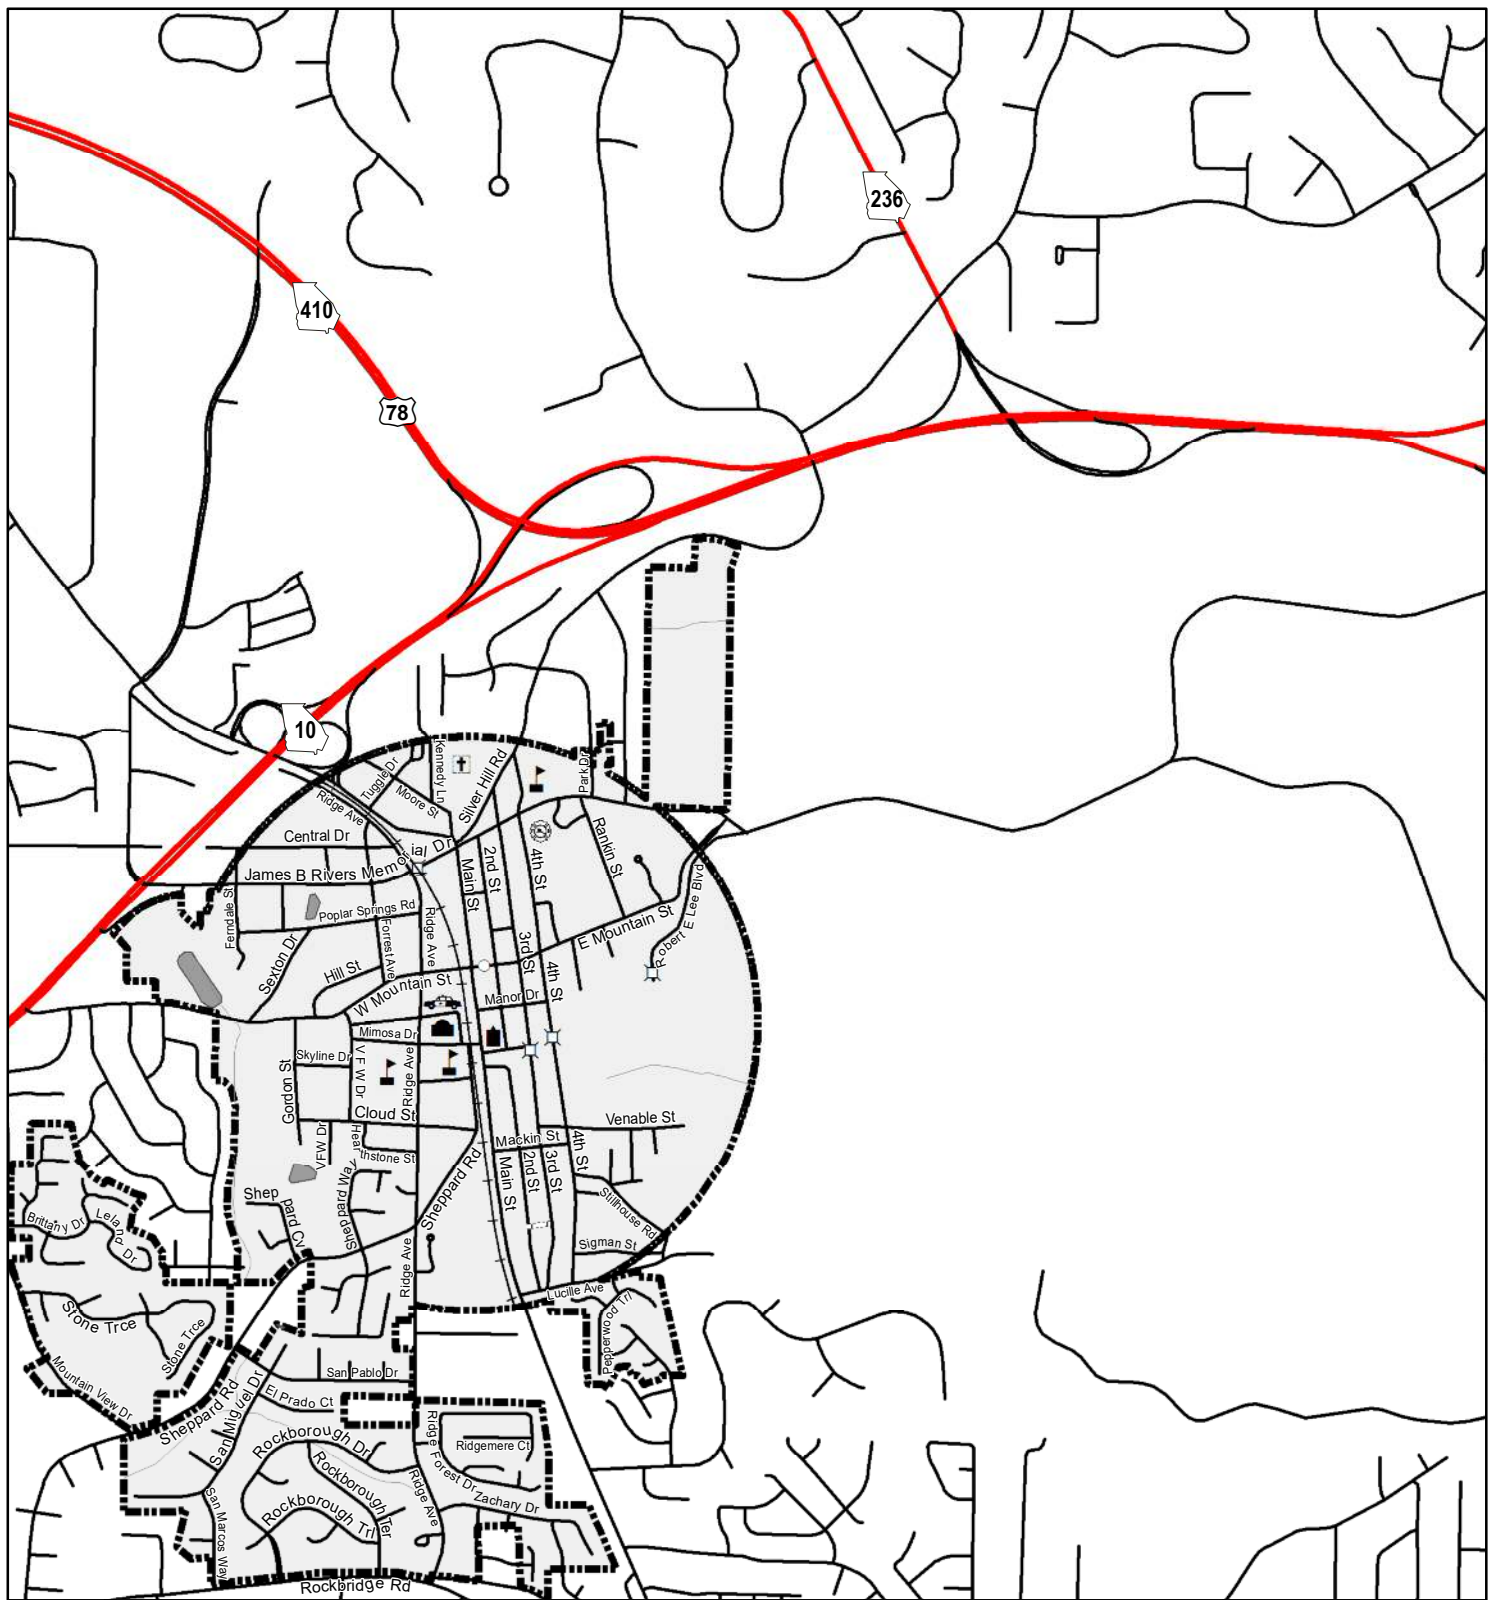 236
410
78
10
Kennedy Ln
Tuggle Dr
Moore St
Silver Hill Rd
Park Dr
Ridge Ave
Central Dr
James B Rivers Memorial Dr
2nd St
Main St
4th St
Rankin St
Ferndale St
Poplar Springs Rd
Forrest Ave
Ridge Ave
Robert E Lee Blvd
E Mountain St
Sexton Dr
Hill St
W Mountain St
3rd St
4th St
Manor Dr
Mimosa Dr
Skyline Dr
V F W Dr
Ridge Ave
Gordon St
Cloud St
Venable St
VFW Dr
Hearthstone St
Mackin St
4th St
Sheppard Rd
Main St
2nd St
3rd St
Sheppard Way
Sheppard Cv
Stillhouse Rd
Sigman St
Brittany Dr
Leland Dr
Ridge Ave
Lucille Ave
Pepperwood Trl
Stone Trce
Stone Trce
Mountain View Dr
San Pablo Dr
El Prado Ct
Sheppard Rd
San Miguel Dr
Rockborough Dr
Ridge Forest Dr
Ridgemere Ct
Rockborough Ter
Ridge Ave
Zachary Dr
Rockborough Trl
San Marcos Way
Rockbridge Rd